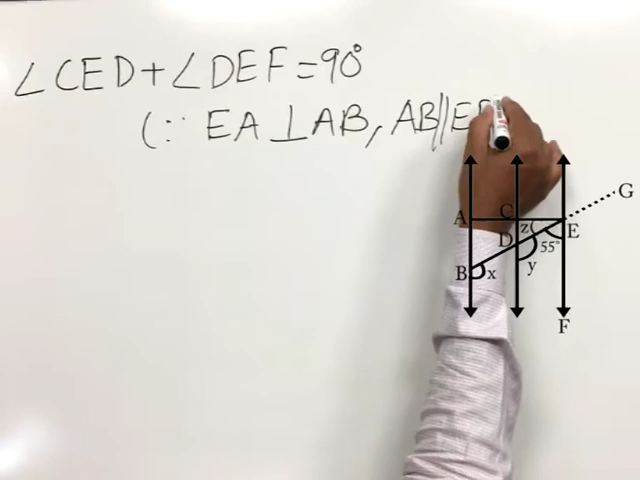 ∠CED+∠DEF=90°
(∵ EA⊥AB, AB∥E
G
A C
z E
D 55°
B x y
F